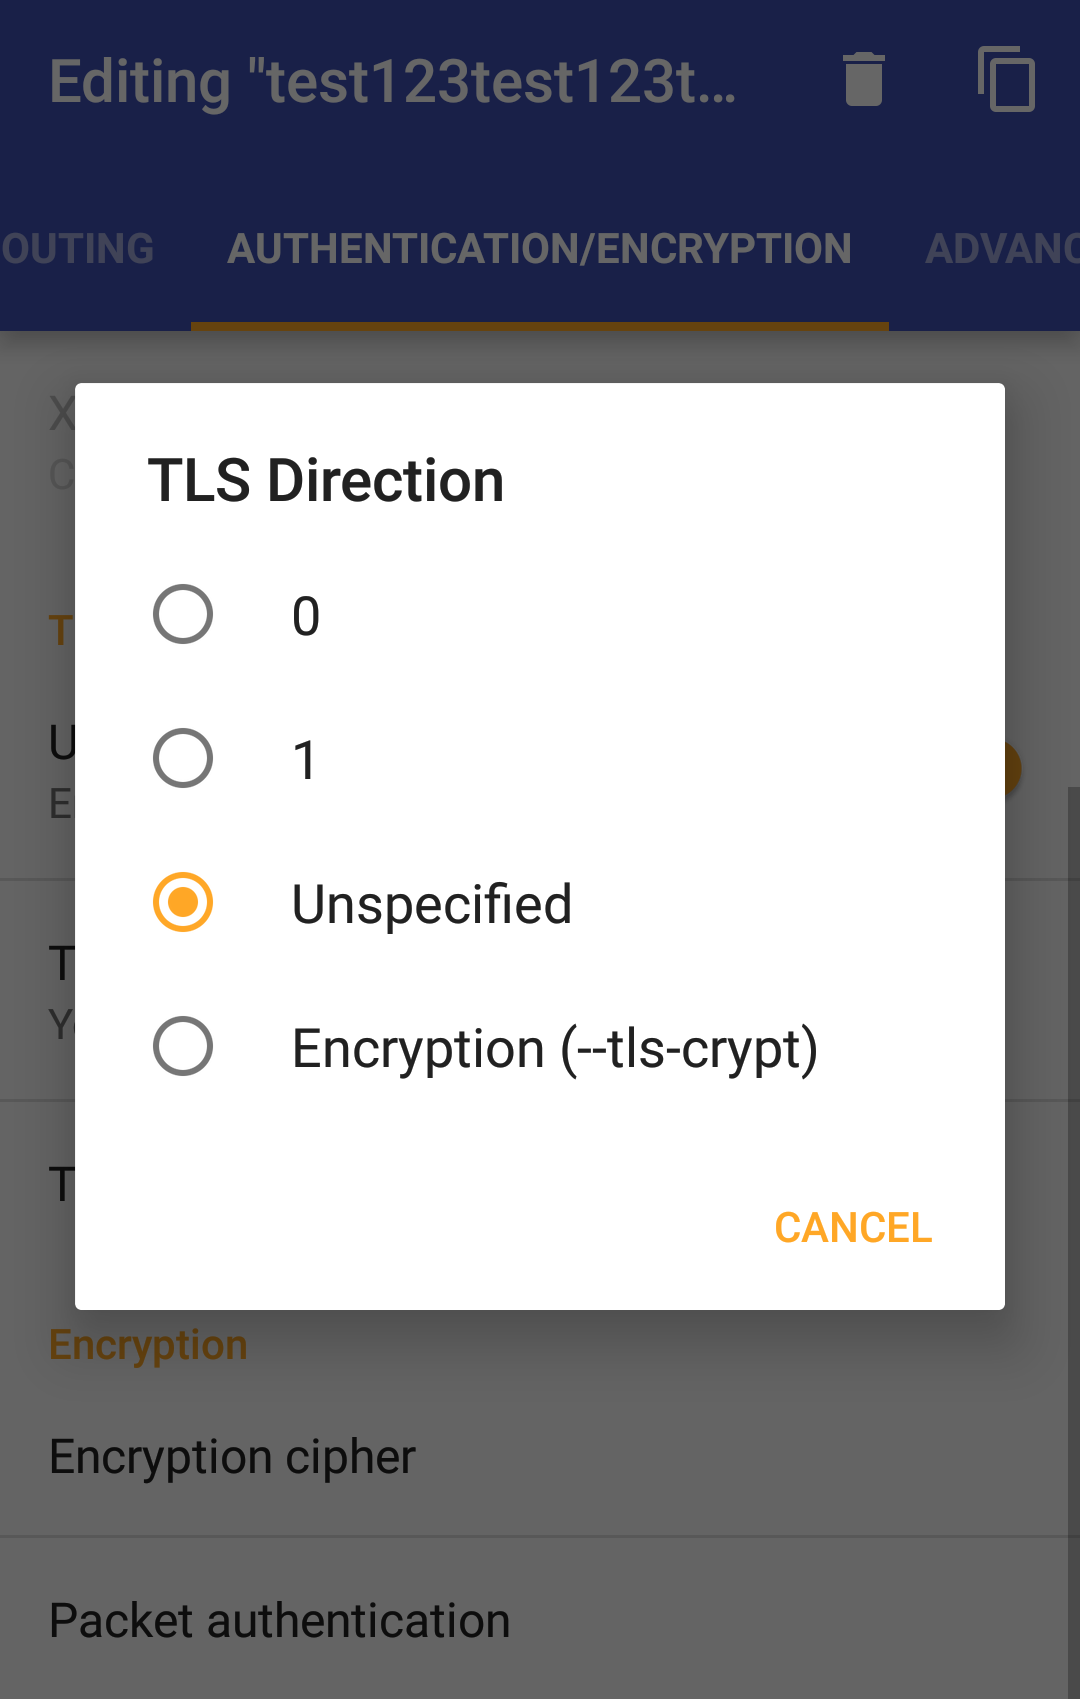 Editing "test123test123t...
OUTING AUTHENTICATION/ENCRYPTION ADVANC
X
C
TLS Direction
0
T
U
1
E
Unspecified
T
Y
Encryption (--tls-crypt)
T
CANCEL
Encryption
Encryption cipher
Packet authentication